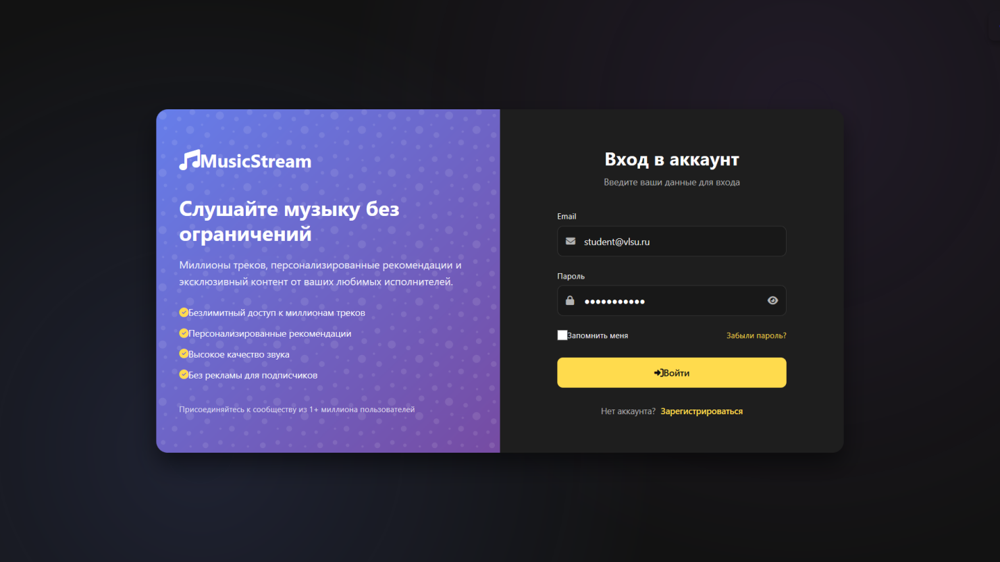 MusicStream
Слушайте музыку без
ограничений
Миллионы треков, персонализированные рекомендации и
эксклюзивный контент от ваших любимых исполнителей.
Безлимитный доступ к миллионам треков
Персонализированные рекомендации
Высокое качество звука
Без рекламы для подписчиков
Присоединяйтесь к сообществу из 1+ миллиона пользователей
Вход в аккаунт
Введите ваши данные для входа
Email
student@vlsu.ru
Пароль
●●●●●●●●●●●
Запомнить меня
Забыли пароль?
Войти
Нет аккаунта? Зарегистрироваться